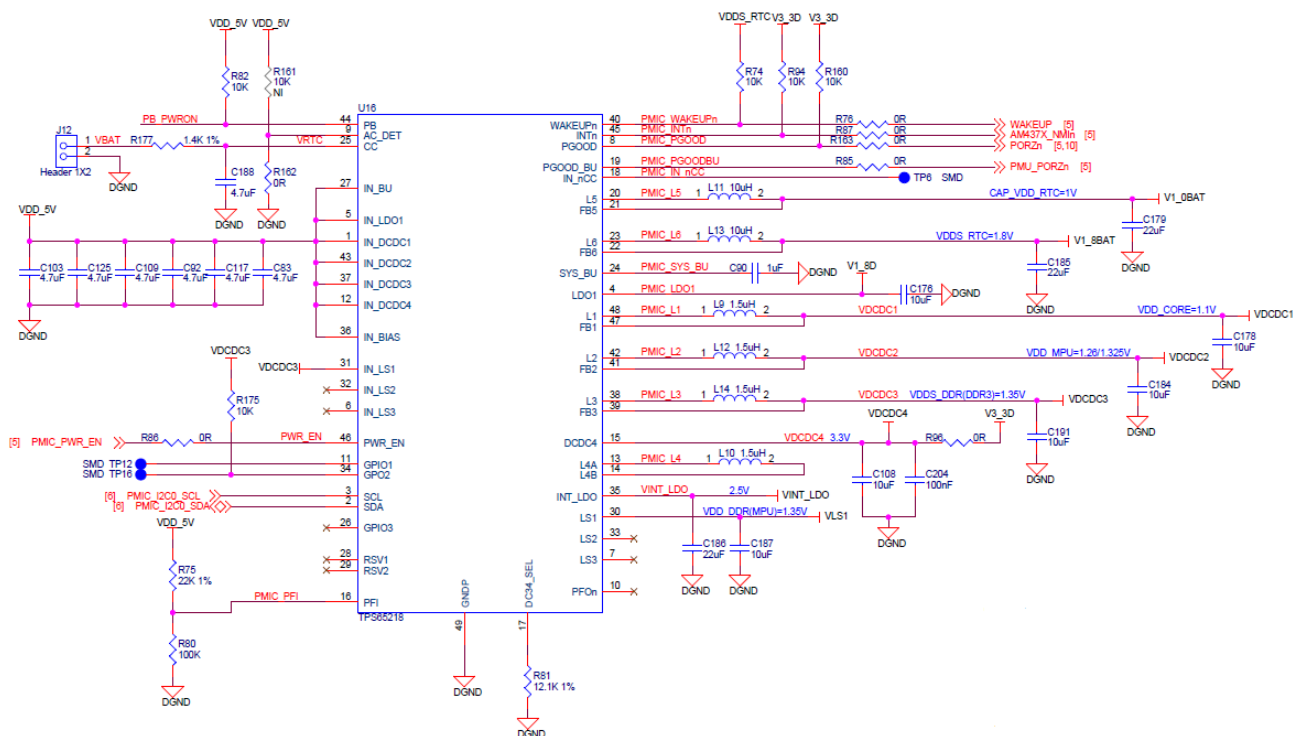 VDD_5V VDD_5V
R82
10K
R161
10K
NI
VDDS_RTC V3_3D V3_3D
R74
10K
R94
10K
R160
10K
U16
J12
1
2
Header 1X2
VBAT
R177 1.4K 1%
VRTC
DGND
PB_PWRON
44 PB
9 AC_DET
25 CC
C188
4.7uF
DGND
R162
0R
DGND
27 IN_BU
5 IN_LDO1
1 IN_DCDC1
43 IN_DCDC2
37 IN_DCDC3
12 IN_DCDC4
36 IN_BIAS
VDD_5V
C103
4.7uF
C125
4.7uF
C109
4.7uF
C92
4.7uF
C117
4.7uF
C83
4.7uF
DGND
VDCDC3
VDCDC3
31 IN_LS1
32 IN_LS2
6 IN_LS3
R175
10K
[5] PMIC_PWR_EN R86 0R PWR_EN 46 PWR_EN
SMD TP12 11 GPIO1
SMD TP16 34 GPO2
[6] PMIC_I2C0_SCL 3 SCL
[6] PMIC_I2C0_SDA 2 SDA
VDD_5V
26 GPIO3
28 RSV1
29 RSV2
R75
22K 1%
PMIC_PFI 16 PFI
R80
100K
DGND
TPS65218
GNDP
49
DGND
DC34_SEL
17
R81
12.1K 1%
DGND
WAKEUPn 40 PMIC_WAKEUPn R76 0R WAKEUP [5]
INTn 45 PMIC_INTn R87 0R AM437X_NMIn [5]
PGOOD 8 PMIC_PGOOD R163 0R PORZn [5,10]
PGOOD_BU 19 PMIC_PGOODBU R85 0R PMU_PORZn [5]
IN_nCC 18 PMIC_IN_nCC TP6 SMD
L5 20 PMIC_L5 1 L11 10uH 2 CAP_VDD_RTC=1V V1_0BAT
FB5 21
C179
22uF
DGND
L6 23 PMIC_L6 1 L13 10uH 2 VDDS_RTC=1.8V V1_8BAT
FB6 22
C185
22uF
DGND
SYS_BU 24 PMIC_SYS_BU C90 1uF DGND
V1_8D
LDO1 4 PMIC_LDO1
C176
10uF
DGND
L1 48 PMIC_L1 1 L9 1.5uH 2 VDCDC1 VDD_CORE=1.1V VDCDC1
FB1 47
C178
10uF
DGND
L2 42 PMIC_L2 1 L12 1.5uH 2 VDCDC2 VDD_MPU=1.26/1.325V VDCDC2
FB2 41
C184
10uF
DGND
L3 38 PMIC_L3 1 L14 1.5uH 2 VDCDC3 VDDS_DDR(DDR3)=1.35V VDCDC3
FB3 39
C191
10uF
DGND
VDCDC4 V3_3D
DCDC4 15 VDCDC4 3.3V R96 0R
L4A 13 PMIC_L4 1 L10 1.5uH 2
L4B 14
C108
10uF
C204
100nF
DGND
INT_LDO 35 VINT_LDO 2.5V VINT_LDO
LS1 30 VDD_DDR(MPU)=1.35V VLS1
LS2 33
LS3 7
C186
22uF
C187
10uF
DGND DGND
PFOn 10